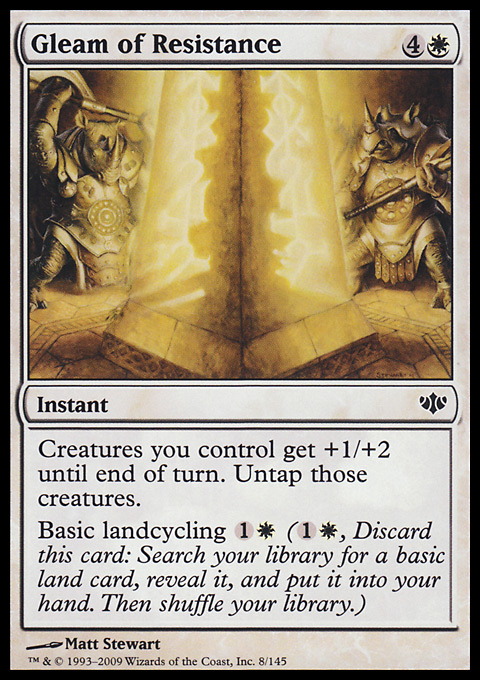 Gleam of Resistance 4
Instant
Creatures you control get +1/+2
until end of turn. Untap those
creatures.
Basic landcycling 1 (1, Discard
this card: Search your library for a basic
land card, reveal it, and put it into your
hand. Then shuffle your library.)
Matt Stewart
™ & © 1993–2009 Wizards of the Coast, Inc. 8/145